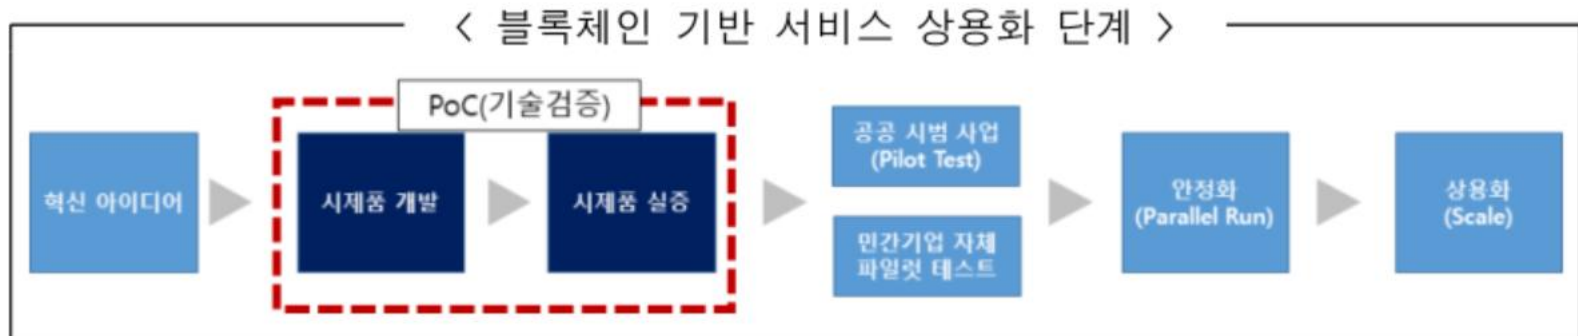 < 블록체인 기반 서비스 상용화 단계 >
PoC(기술검증)
혁신 아이디어
시제품 개발
시제품 실증
공공 시범 사업
(Pilot Test)
민간기업 자체
파일럿 테스트
안정화
(Parallel Run)
상용화
(Scale)